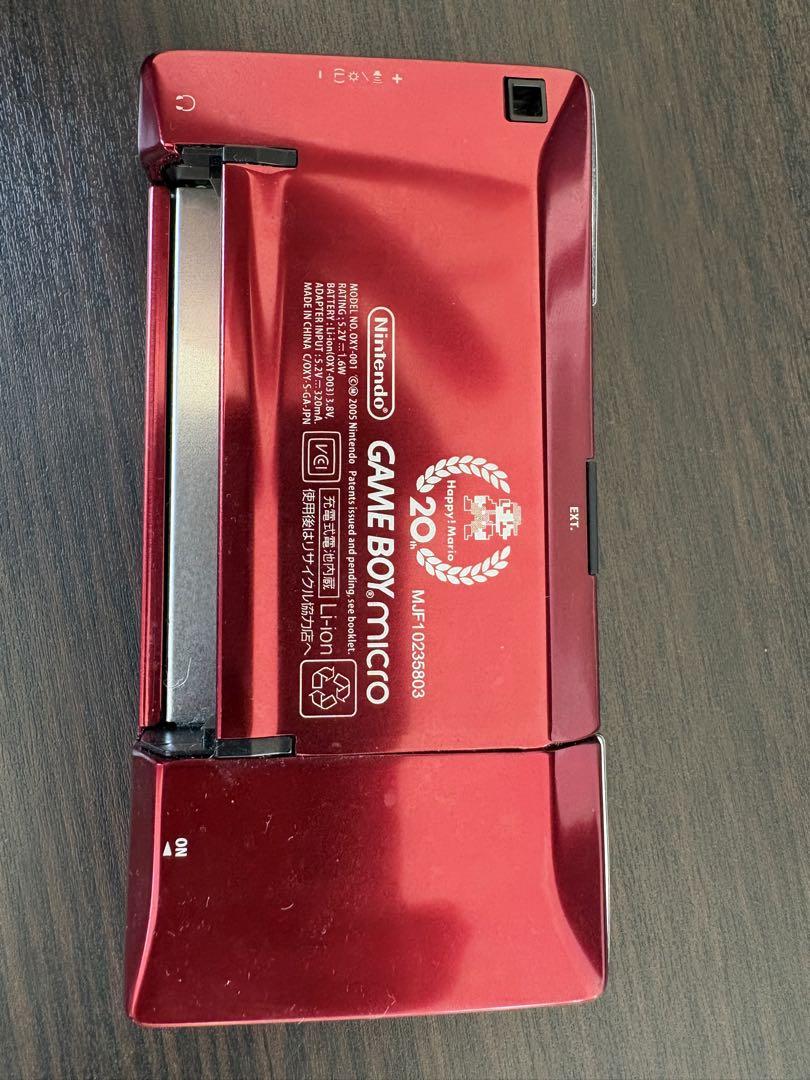 EXT.
Happy! Mario
20th
MJF10235803
Nintendo®
GAME BOY® micro
MODEL NO. OXY-001 ©Ⓜ 2005 Nintendo Patents issued and pending, see booklet.
RATING : 5.2V⎓1.6W
BATTERY : Li-ion(OXY-003) 3.8V,
ADAPTER INPUT : 5.2V⎓320mA.
MADE IN CHINA C/OXY-S-GA-JPN
VCI
充電式電池内蔵 Li-ion
使用後はリサイクル協力店へ
+
/
(L)
−
ON